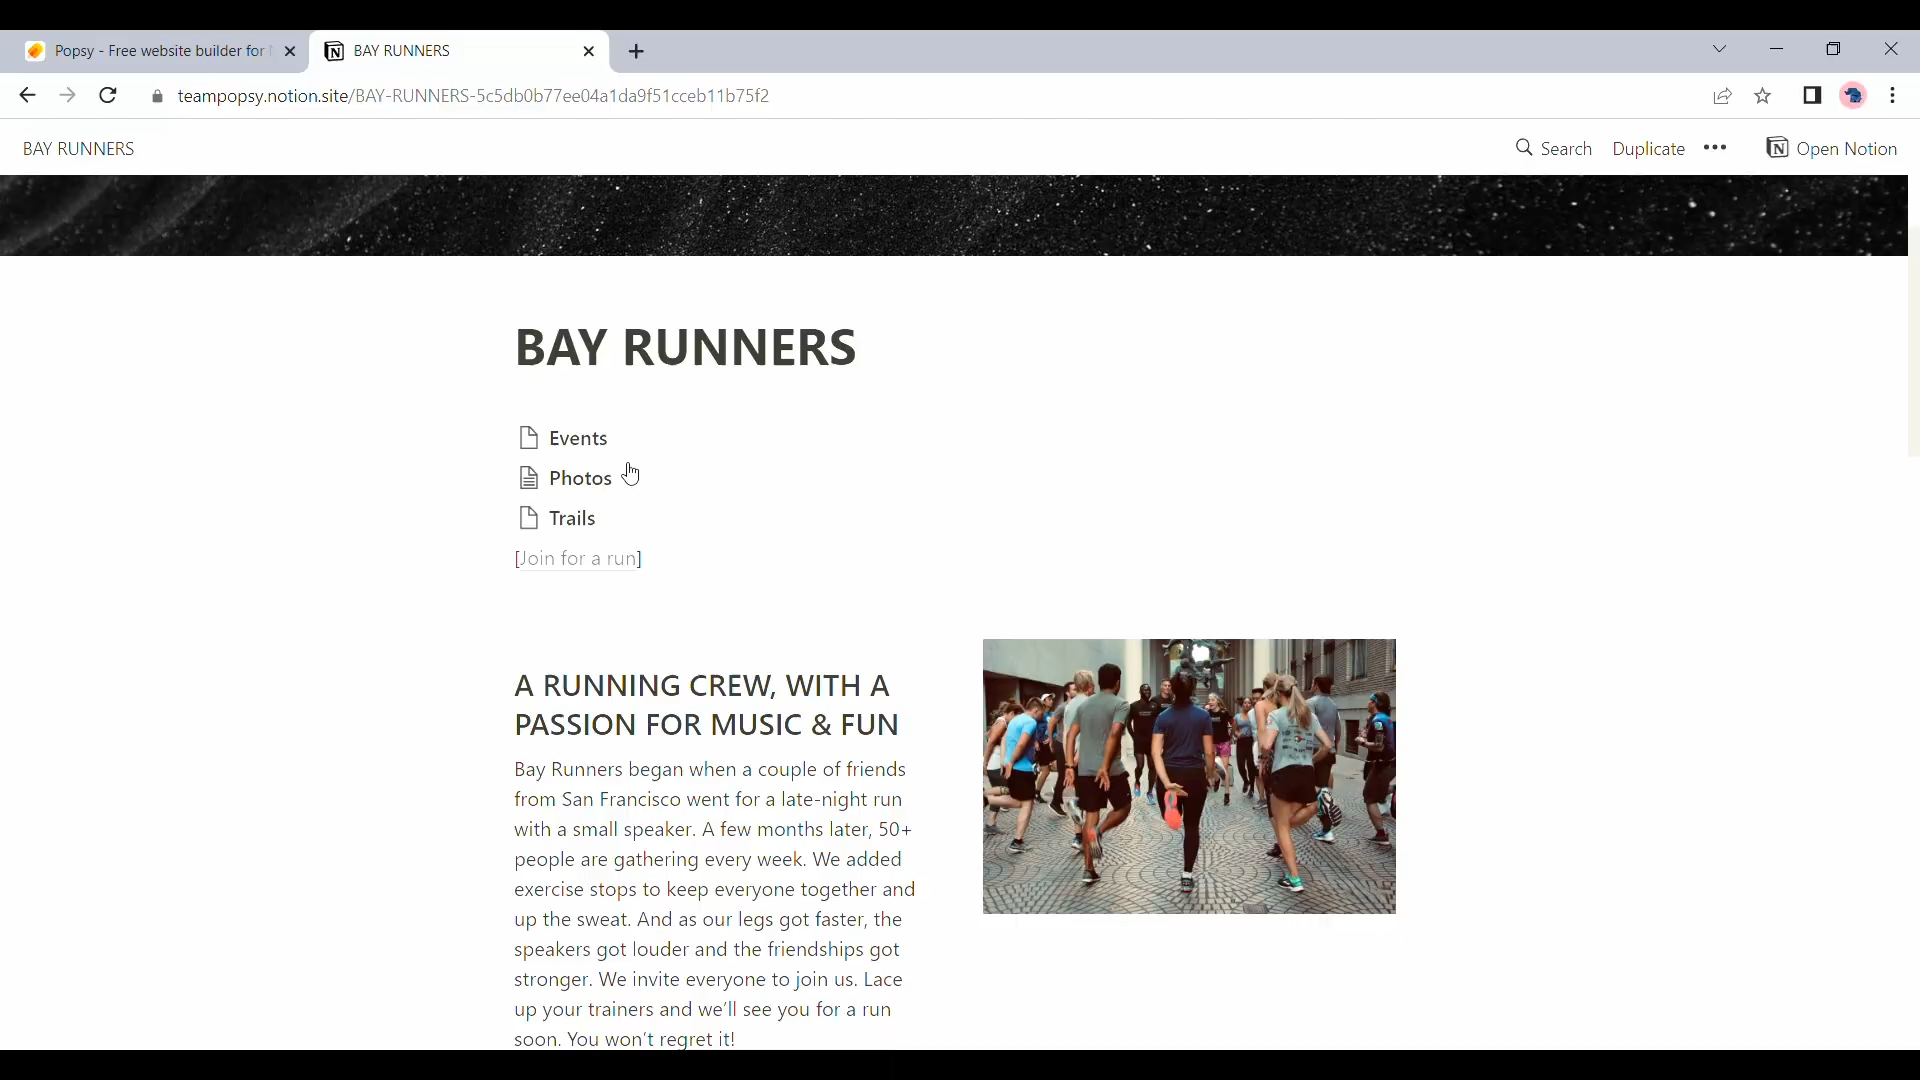 Popsy - Free website builder for
BAY RUNNERS
teampopsy.notion.site/BAY-RUNNERS-5c5db0b77ee04a1da9f51cceb11b75f2
BAY RUNNERS
Search
Duplicate
Open Notion
BAY RUNNERS
Events
Photos
Trails
[Join for a run]
A RUNNING CREW, WITH A
PASSION FOR MUSIC & FUN
Bay Runners began when a couple of friends
from San Francisco went for a late-night run
with a small speaker. A few months later, 50+
people are gathering every week. We added
exercise stops to keep everyone together and
up the sweat. And as our legs got faster, the
speakers got louder and the friendships got
stronger. We invite everyone to join us. Lace
up your trainers and we'll see you for a run
soon. You won't regret it!